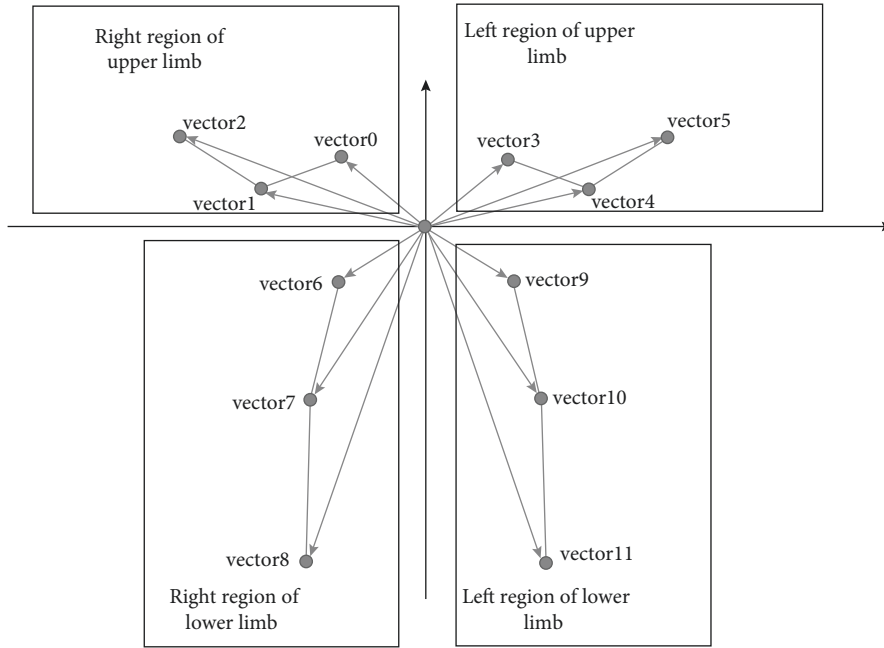 Right region of
upper limb
Left region of upper
limb
vector2
vector0
vector1
vector3
vector5
vector4
vector6
vector9
vector7
vector10
vector8
vector11
Right region of
lower limb
Left region of lower
limb